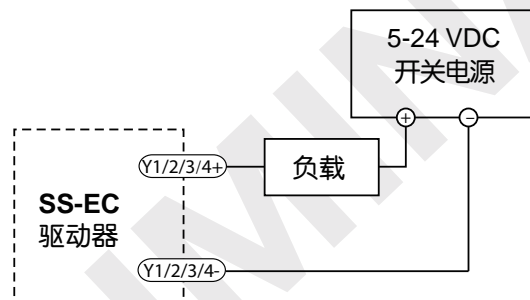 5-24 VDC
开关电源
+
−
Y1/2/3/4+
负载
SS-EC
驱动器
Y1/2/3/4-